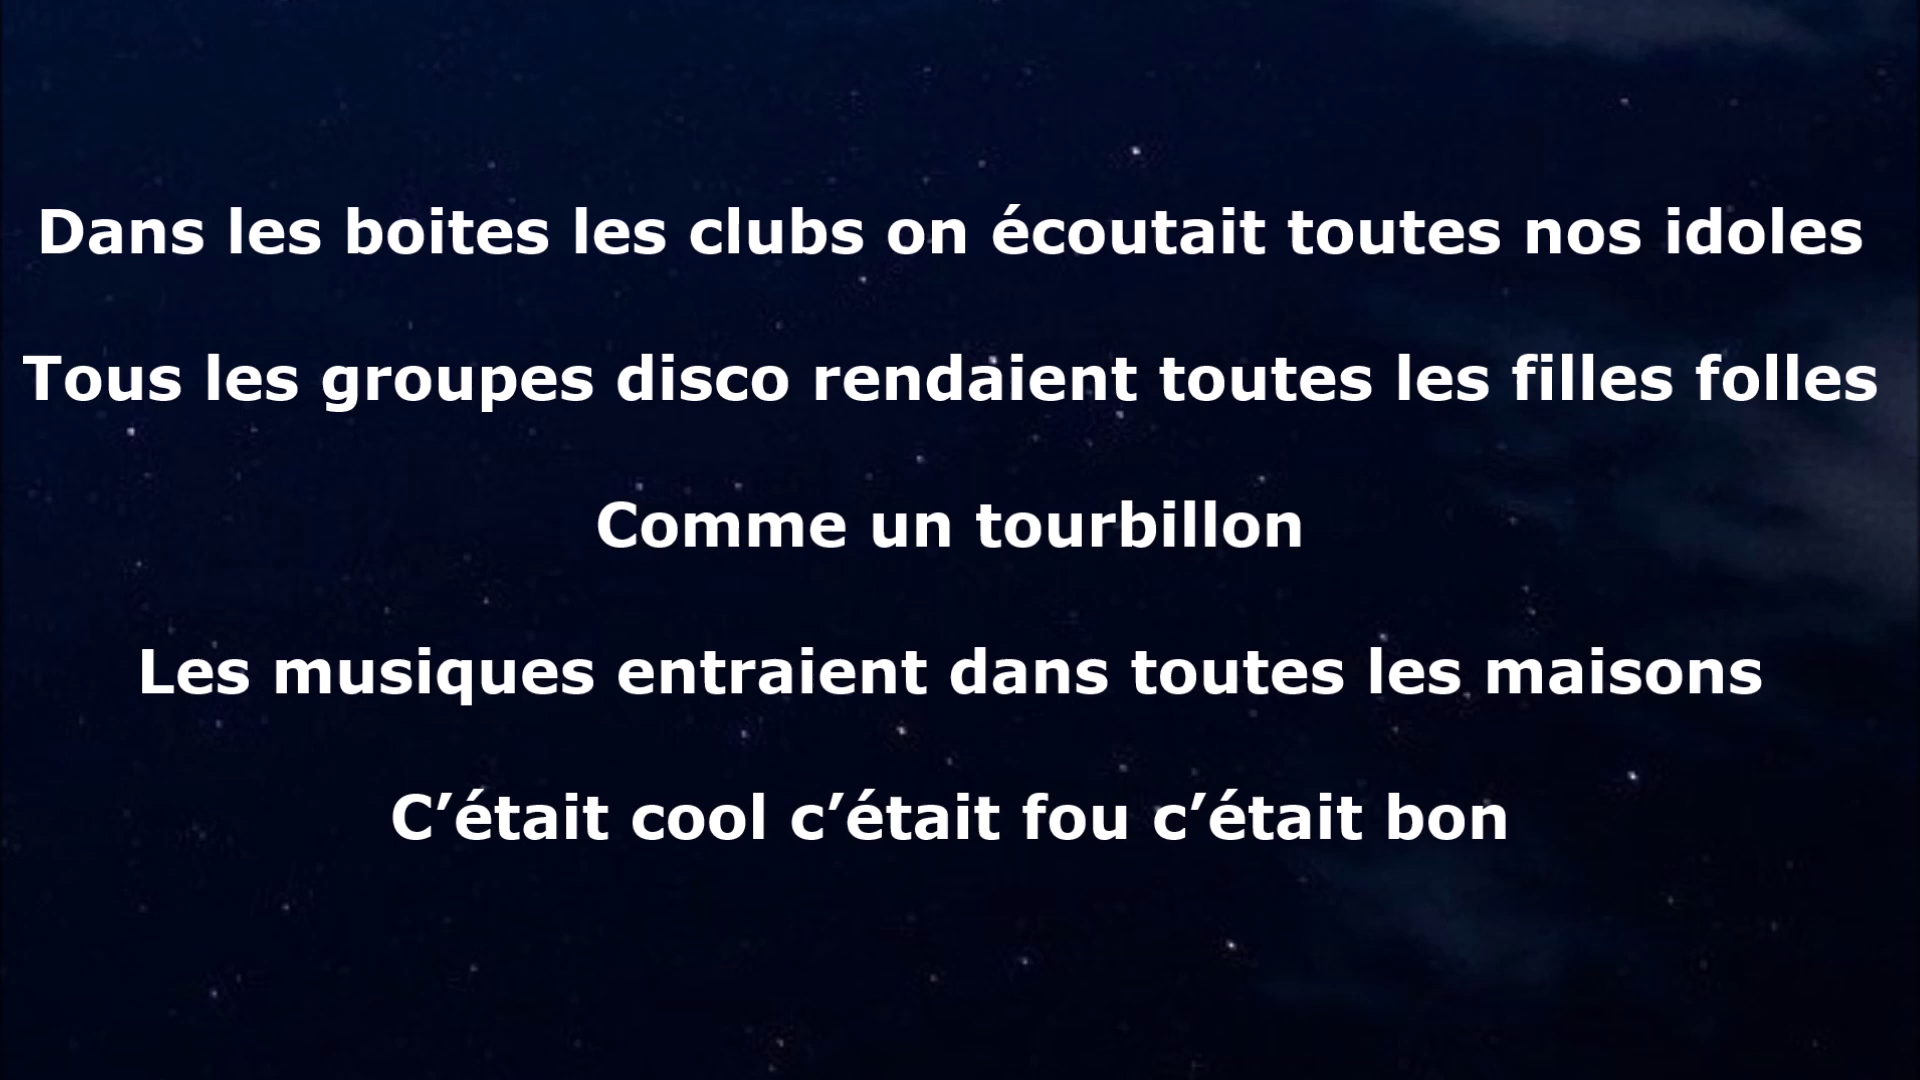 Dans les boites les clubs on écoutait toutes nos idoles
Tous les groupes disco rendaient toutes les filles folles
Comme un tourbillon
Les musiques entraient dans toutes les maisons
C’était cool c’était fou c’était bon